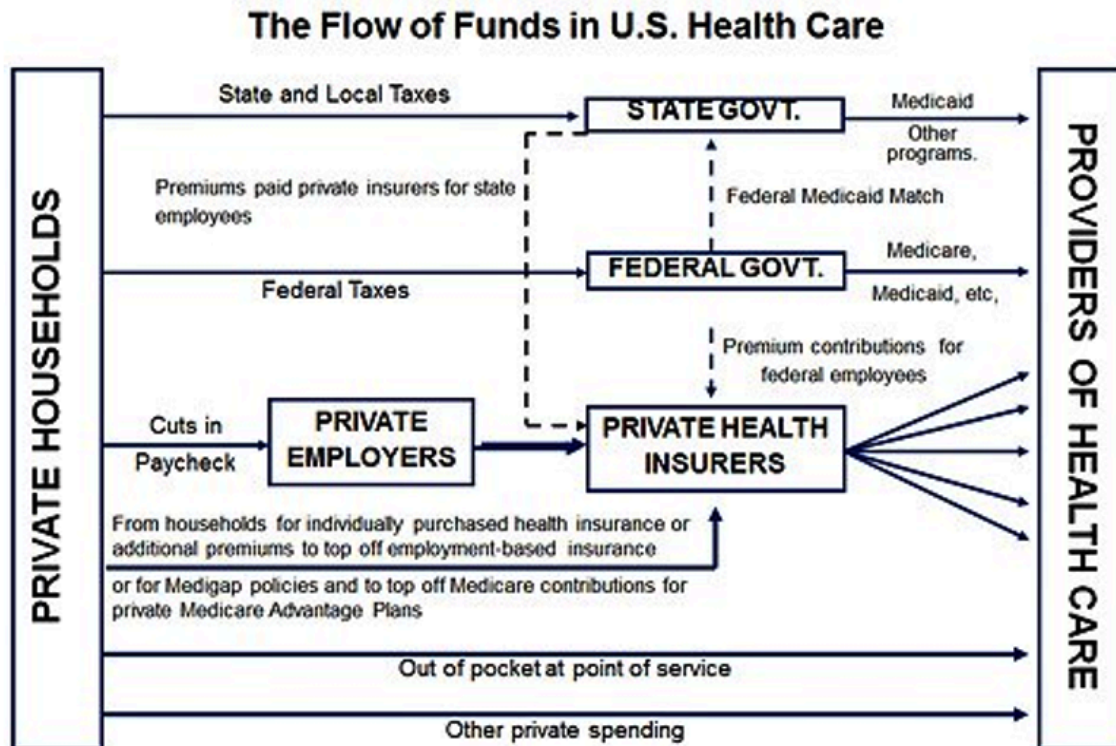 The Flow of Funds in U.S. Health Care
PRIVATE HOUSEHOLDS
State and Local Taxes
STATE GOVT.
Medicaid
Other
programs.
Premiums paid private insurers for state
employees
Federal Medicaid Match
Federal Taxes
FEDERAL GOVT.
Medicare,
Medicaid, etc,
Premium contributions for
federal employees
Cuts in
Paycheck
PRIVATE
EMPLOYERS
PRIVATE HEALTH
INSURERS
From households for individually purchased health insurance or
additional premiums to top off employment-based insurance
or for Medigap policies and to top off Medicare contributions for
private Medicare Advantage Plans
Out of pocket at point of service
Other private spending
PROVIDERS OF HEALTH CARE